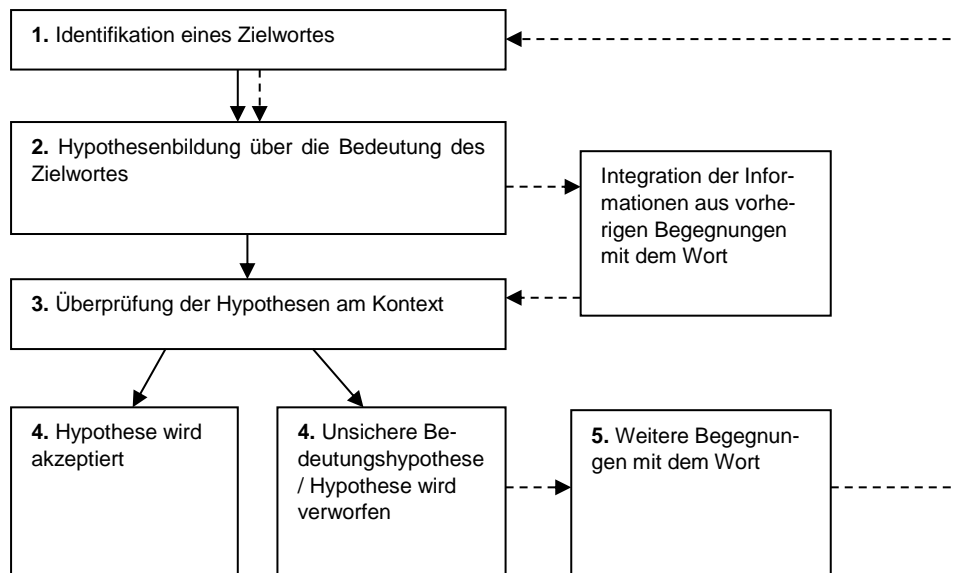 1. Identifikation eines Zielwortes
2. Hypothesenbildung über die Bedeutung des
Zielwortes
Integration der Infor-
mationen aus vorhe-
rigen Begegnungen
mit dem Wort
3. Überprüfung der Hypothesen am Kontext
4. Hypothese wird
akzeptiert
4. Unsichere Be-
deutungshypothese
/ Hypothese wird
verworfen
5. Weitere Begegnun-
gen mit dem Wort